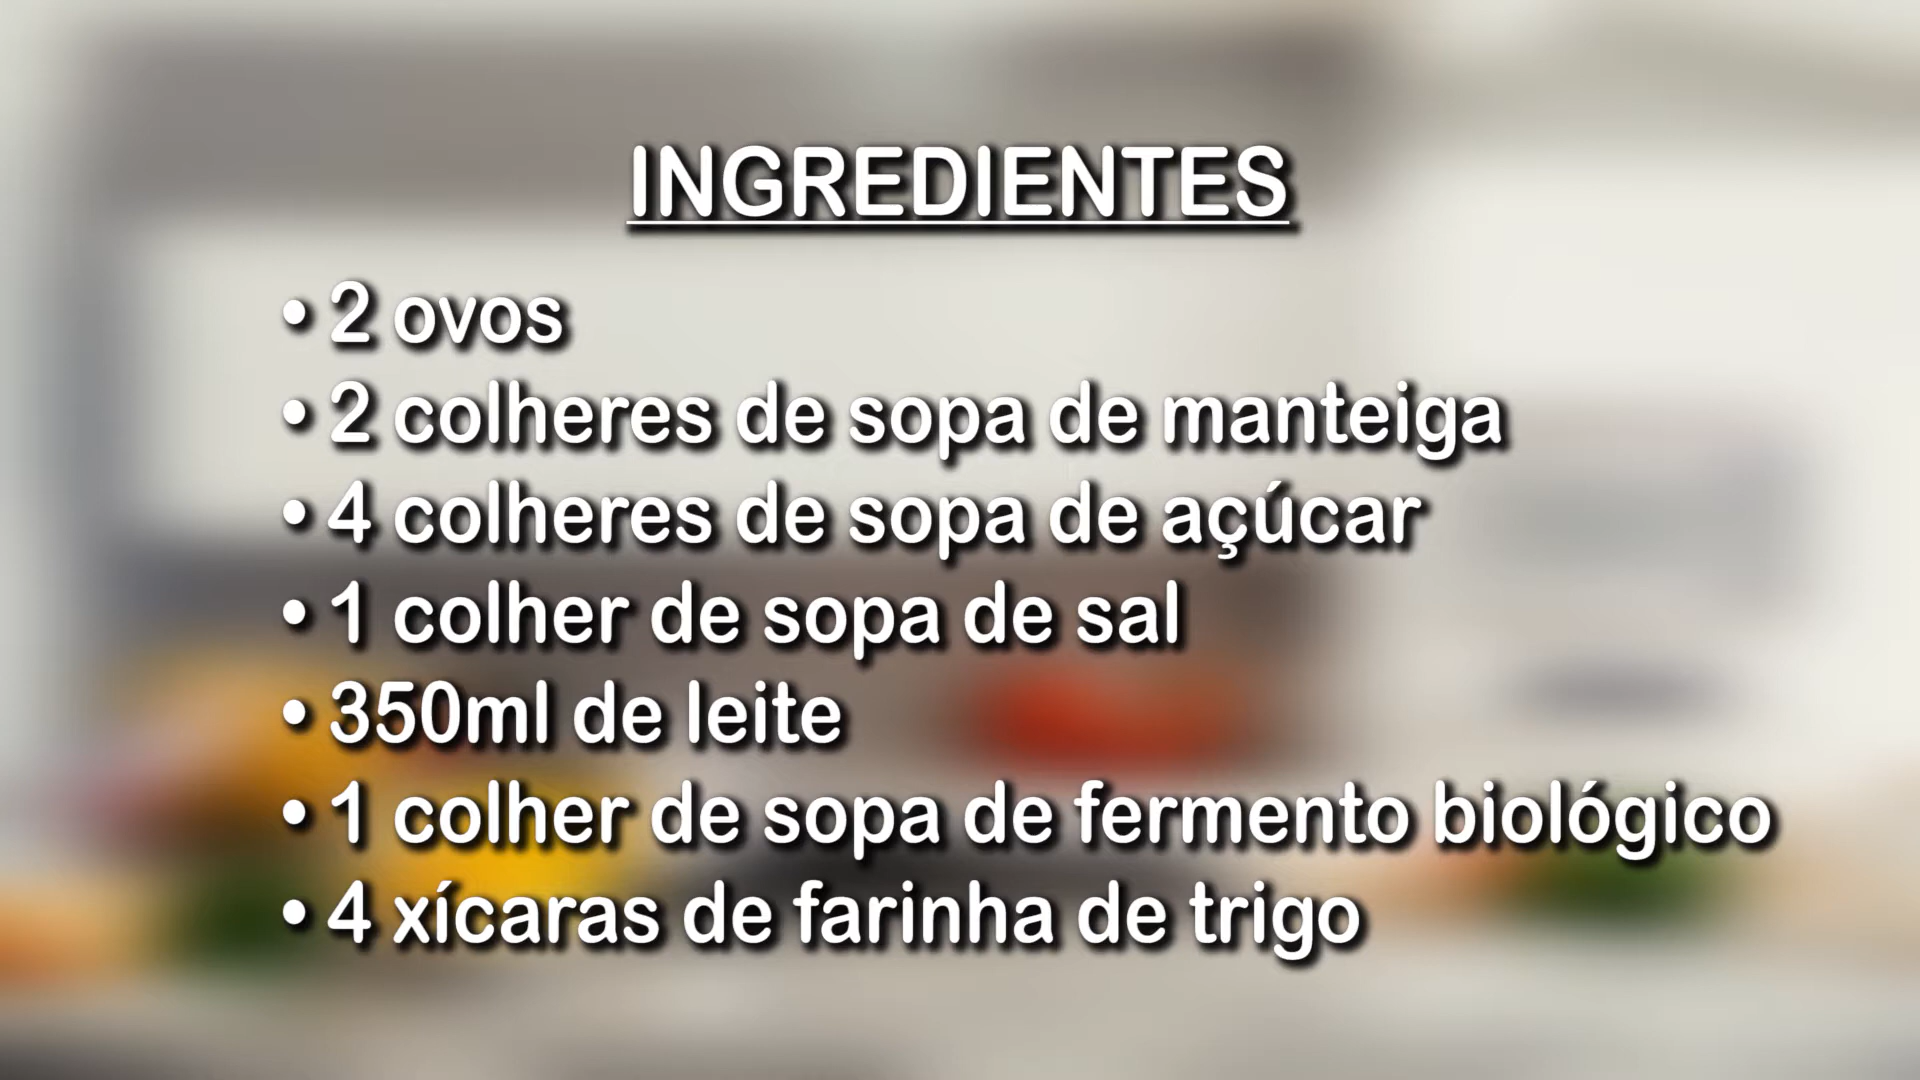 INGREDIENTES
• 2 ovos
• 2 colheres de sopa de manteiga
• 4 colheres de sopa de açúcar
• 1 colher de sopa de sal
• 350ml de leite
• 1 colher de sopa de fermento biológico
• 4 xícaras de farinha de trigo